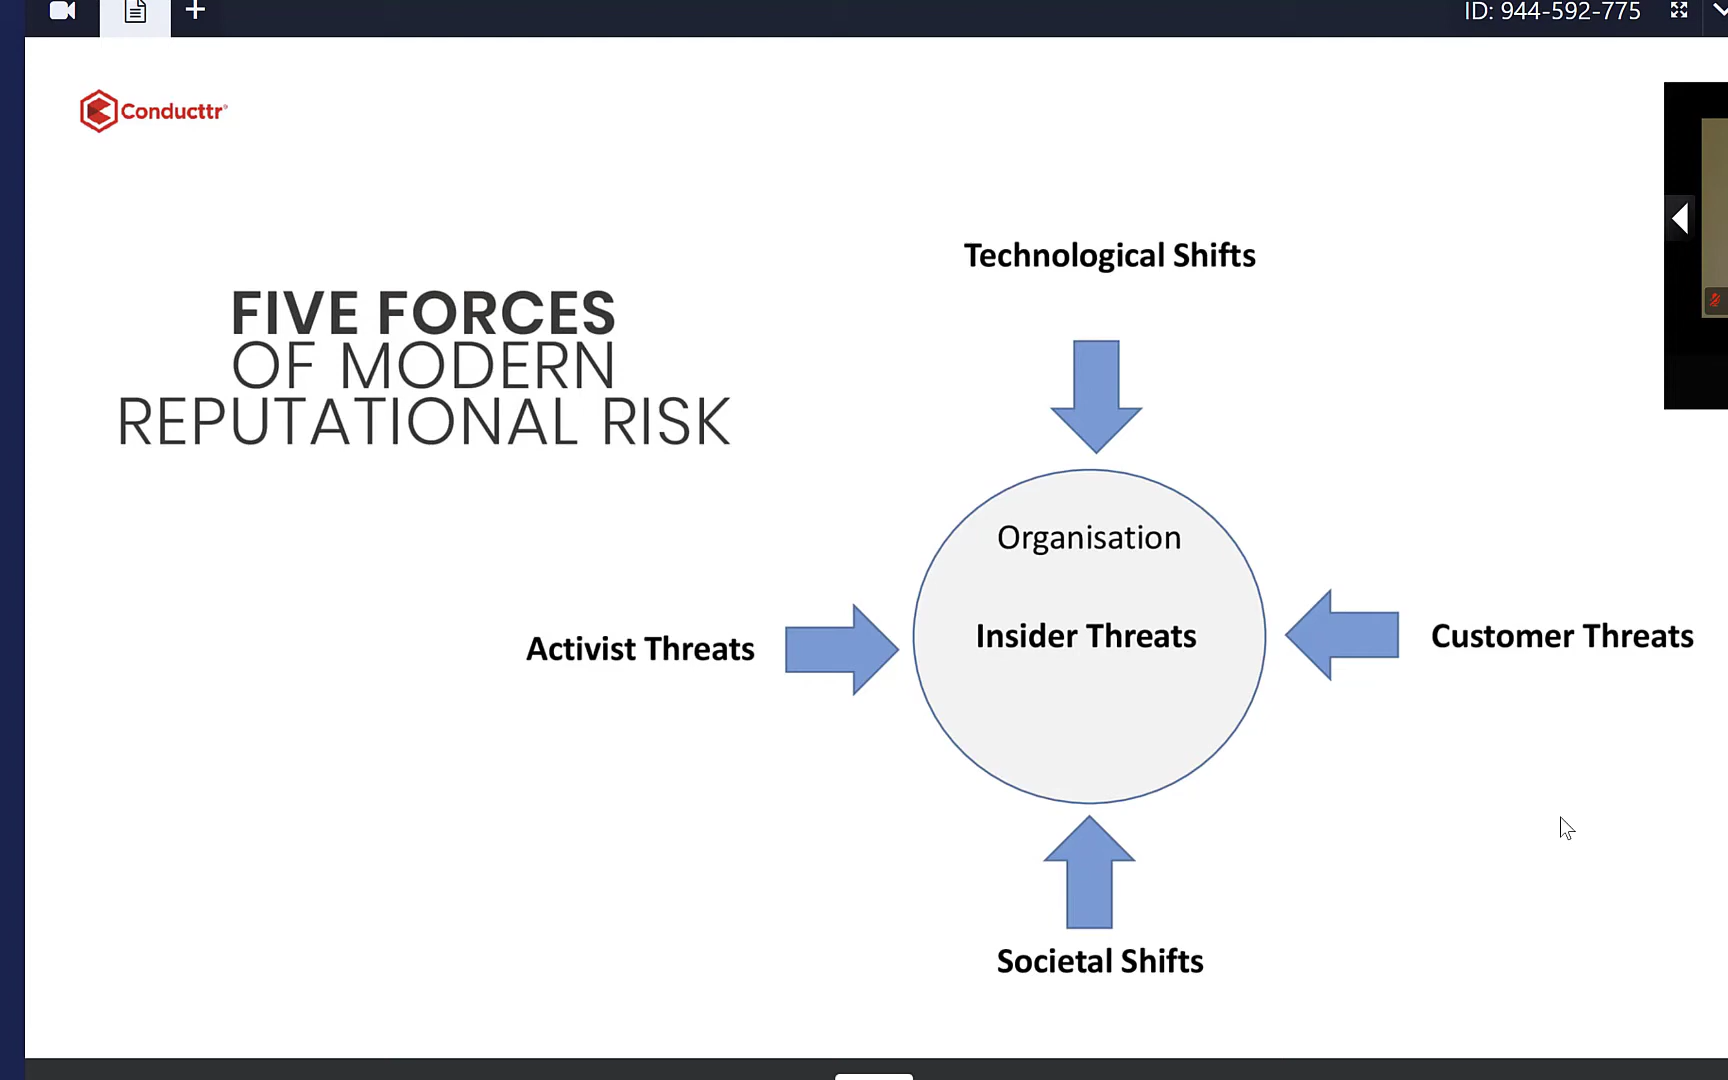 ID: 944-592-775
Conducttr®
FIVE FORCES
OF MODERN
REPUTATIONAL RISK
Technological Shifts
Organisation
Insider Threats
Activist Threats
Customer Threats
Societal Shifts